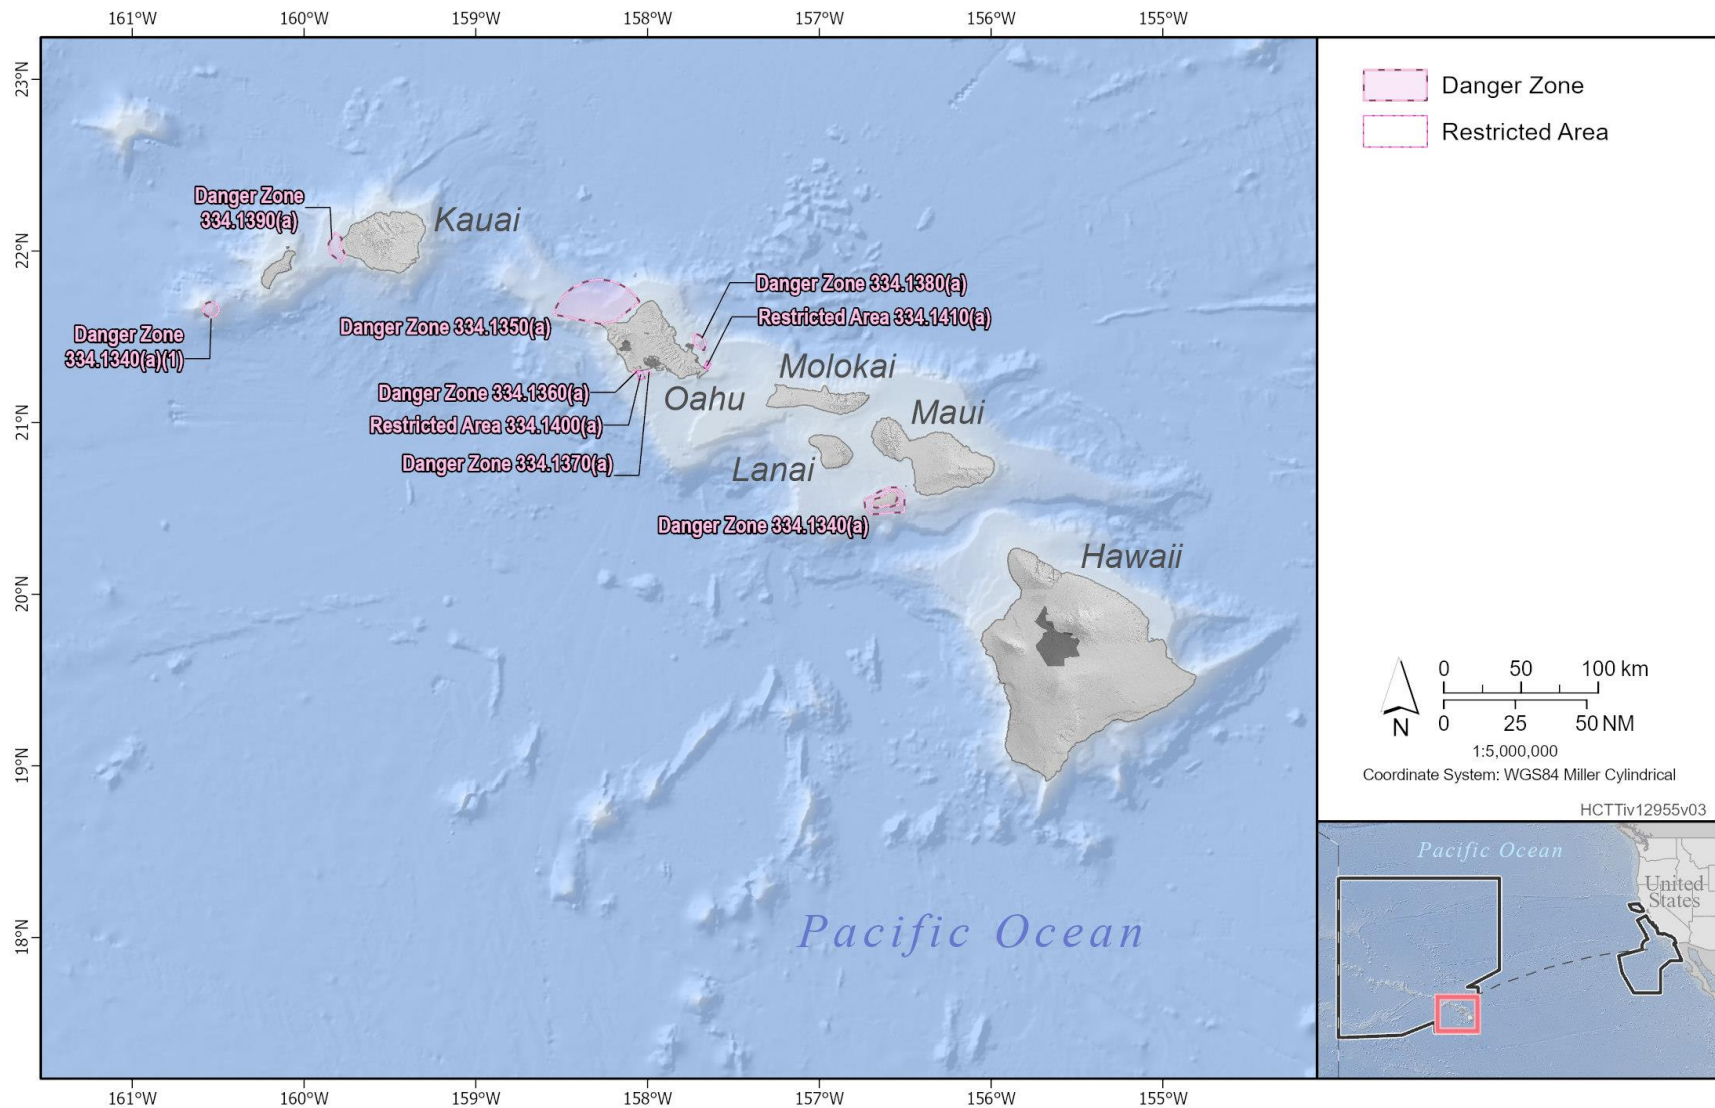 161°W 160°W 159°W 158°W 157°W 156°W 155°W
23°N
22°N
21°N
20°N
19°N
18°N
Danger Zone
334.1390(a)
Kauai
Danger Zone
334.1340(a)(1)
Danger Zone 334.1350(a)
Danger Zone 334.1380(a)
Restricted Area 334.1410(a)
Danger Zone 334.1360(a)
Restricted Area 334.1400(a)
Danger Zone 334.1370(a)
Oahu
Molokai
Maui
Lanai
Danger Zone 334.1340(a)
Hawaii
Pacific Ocean
161°W 160°W 159°W 158°W 157°W 156°W 155°W
Danger Zone
Restricted Area
N
0 50 100 km
0 25 50 NM
1:5,000,000
Coordinate System: WGS84 Miller Cylindrical
HCTTiv12955v03
Pacific Ocean
United
States